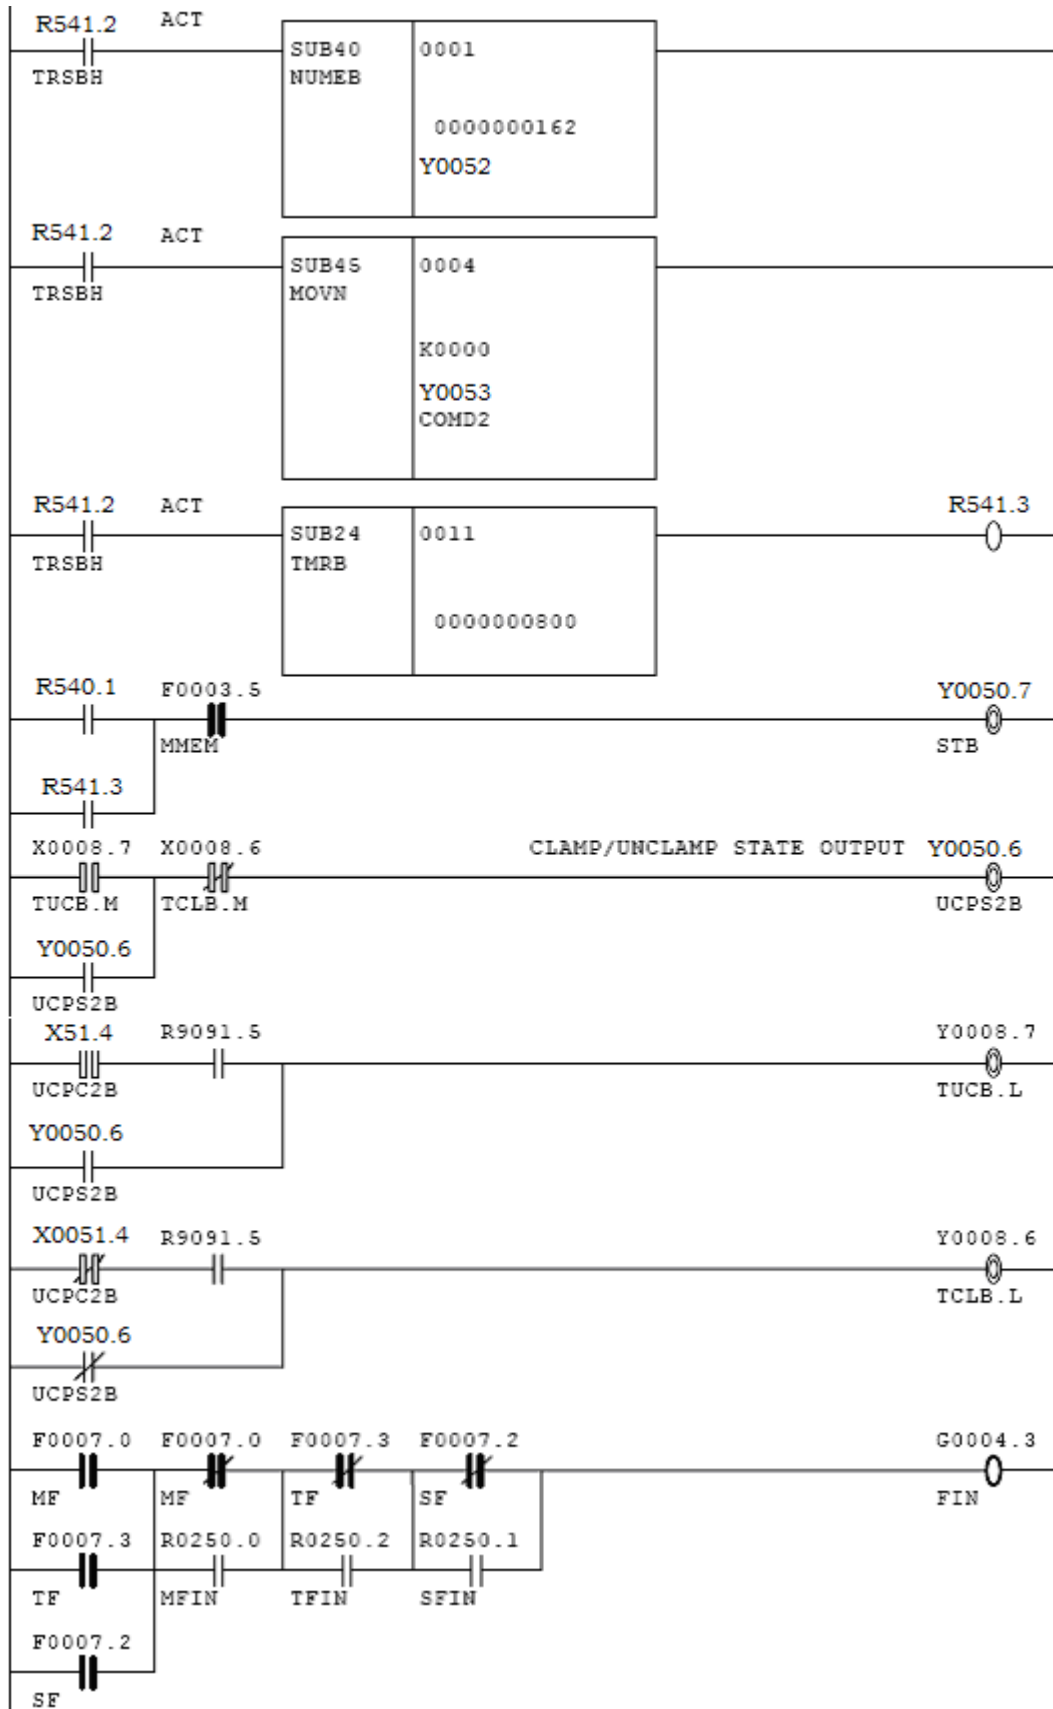 R541.2 ACT
SUB40 0001
TRSBH NUMEB
0000000162
Y0052
R541.2 ACT
SUB45 0004
TRSBH MOVN
K0000
Y0053
COMD2
R541.2 ACT R541.3
SUB24 0011
TRSBH TMRB
0000000800
R540.1 F0003.5 Y0050.7
MMEM STB
R541.3
X0008.7 X0008.6 CLAMP/UNCLAMP STATE OUTPUT Y0050.6
TUCB.M TCLB.M UCPS2B
Y0050.6
UCPS2B
X51.4 R9091.5 Y0008.7
UCPC2B TUCB.L
Y0050.6
UCPS2B
X0051.4 R9091.5 Y0008.6
UCPC2B TCLB.L
Y0050.6
UCPS2B
F0007.0 F0007.0 F0007.3 F0007.2 G0004.3
MF MF TF SF FIN
F0007.3 R0250.0 R0250.2 R0250.1
TF MFIN TFIN SFIN
F0007.2
SF